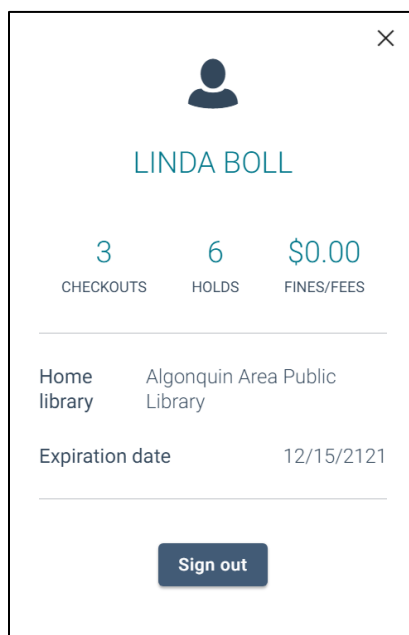 LINDA BOLL
3 6 $0.00
CHECKOUTS HOLDS FINES/FEES
Home library Algonquin Area Public Library
Expiration date 12/15/2121
Sign out